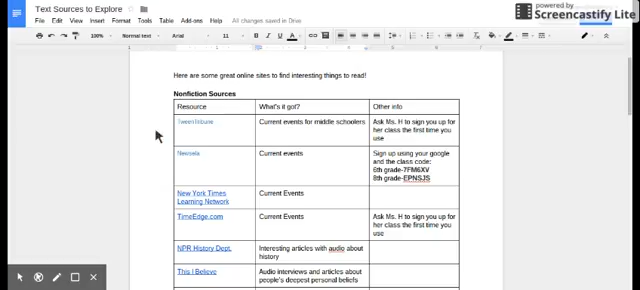 Text Sources to Explore
powered by
Screencastify Lite
File Edit View Insert Format Tools Table Add-ons Help All changes saved in Drive
100% Normal text Arial 11
Here are some great online sites to find interesting things to read!
Nonfiction Sources
Resource What's it got? Other info
TweenTribune Current events for middle schoolers Ask Ms. H to sign you up for
her class the first time you
use
Newsela Current events Sign up using your google
and the class code:
6th grade-7FM6XV
8th grade-EPNSJS
New York Times Current Events
Learning Network
TimeEdge.com Current Events Ask Ms. H to sign you up for
her class the first time you
use
NPR History Dept. Interesting articles with audio about
history
This I Believe Audio interviews and articles about
people's deepest personal beliefs